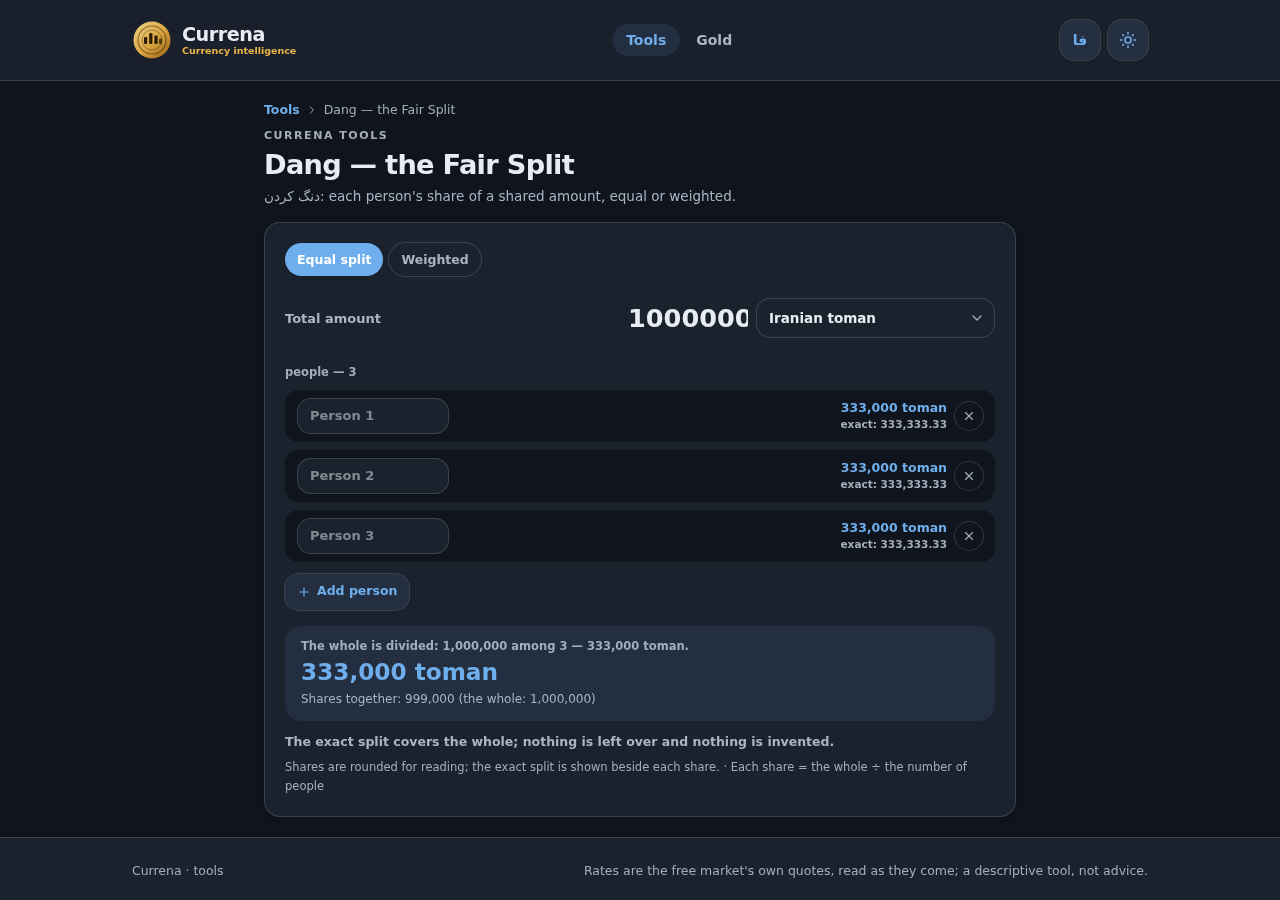 Currena
Currency intelligence
Tools
Gold
فا
Tools › Dang — the Fair Split
CURRENA TOOLS
Dang — the Fair Split
دنگ کردن: each person's share of a shared amount, equal or weighted.
Equal split
Weighted
Total amount
1000000
Iranian toman
people — 3
Person 1
333,000 toman
exact: 333,333.33
Person 2
333,000 toman
exact: 333,333.33
Person 3
333,000 toman
exact: 333,333.33
+ Add person
The whole is divided: 1,000,000 among 3 — 333,000 toman.
333,000 toman
Shares together: 999,000 (the whole: 1,000,000)
The exact split covers the whole; nothing is left over and nothing is invented.
Shares are rounded for reading; the exact split is shown beside each share. · Each share = the whole ÷ the number of
people
Currena · tools
Rates are the free market's own quotes, read as they come; a descriptive tool, not advice.